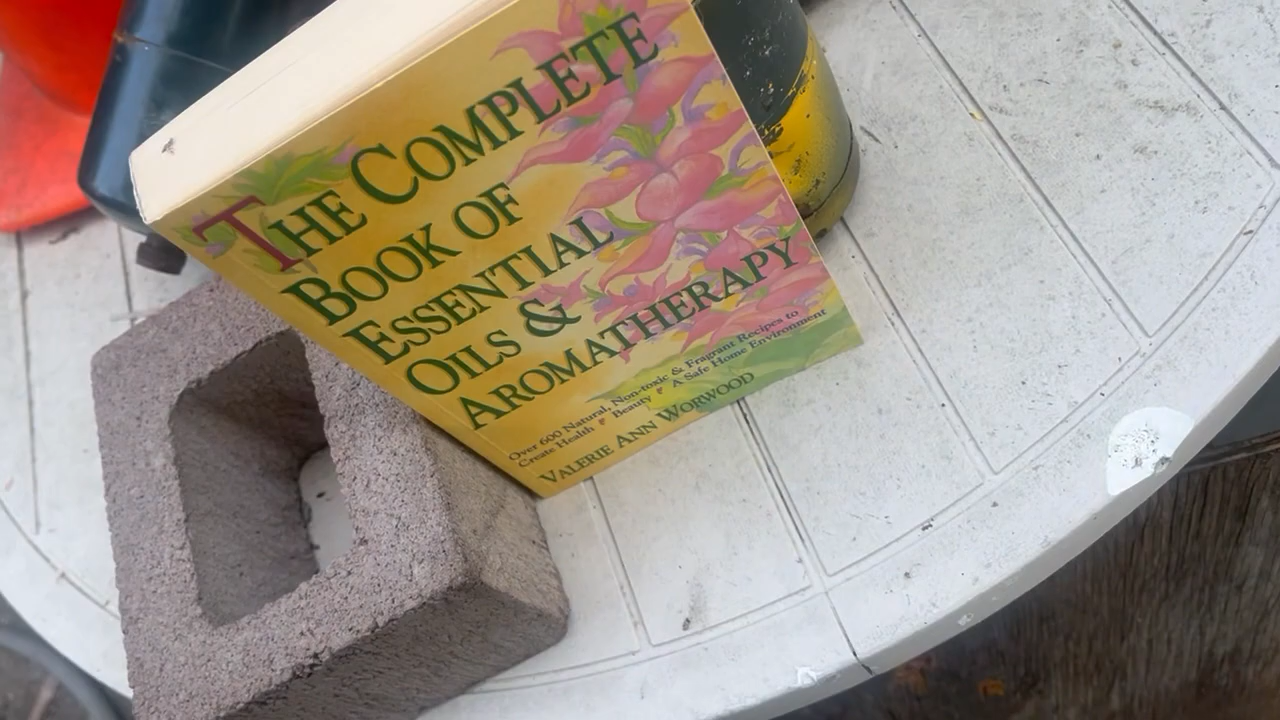 THE COMPLETE
BOOK OF
ESSENTIAL
OILS &
AROMATHERAPY
Over 600 Natural, Non-toxic & Fragrant Recipes to
Create Health Beauty A Safe Home Environment
VALERIE ANN WORWOOD